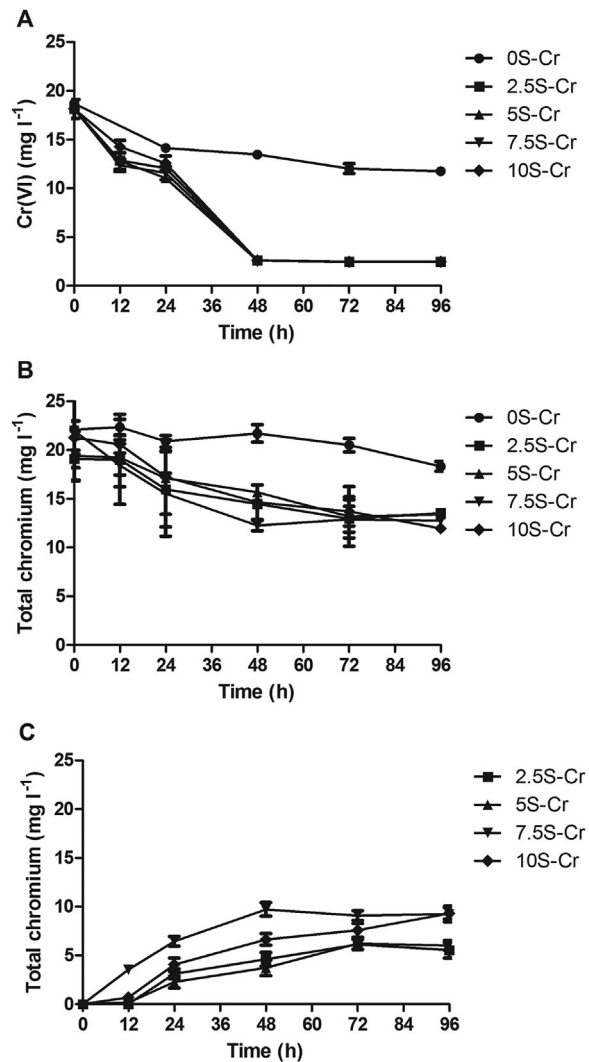 A
25
20
15
10
5
0
Cr(VI) (mg l⁻¹)
0 12 24 36 48 60 72 84 96
Time (h)
0S-Cr
2.5S-Cr
5S-Cr
7.5S-Cr
10S-Cr
B
25
20
15
10
5
0
Total chromium (mg l⁻¹)
0 12 24 36 48 60 72 84 96
Time (h)
0S-Cr
2.5S-Cr
5S-Cr
7.5S-Cr
10S-Cr
C
25
20
15
10
5
0
Total chromium (mg l⁻¹)
0 12 24 36 48 60 72 84 96
Time (h)
2.5S-Cr
5S-Cr
7.5S-Cr
10S-Cr